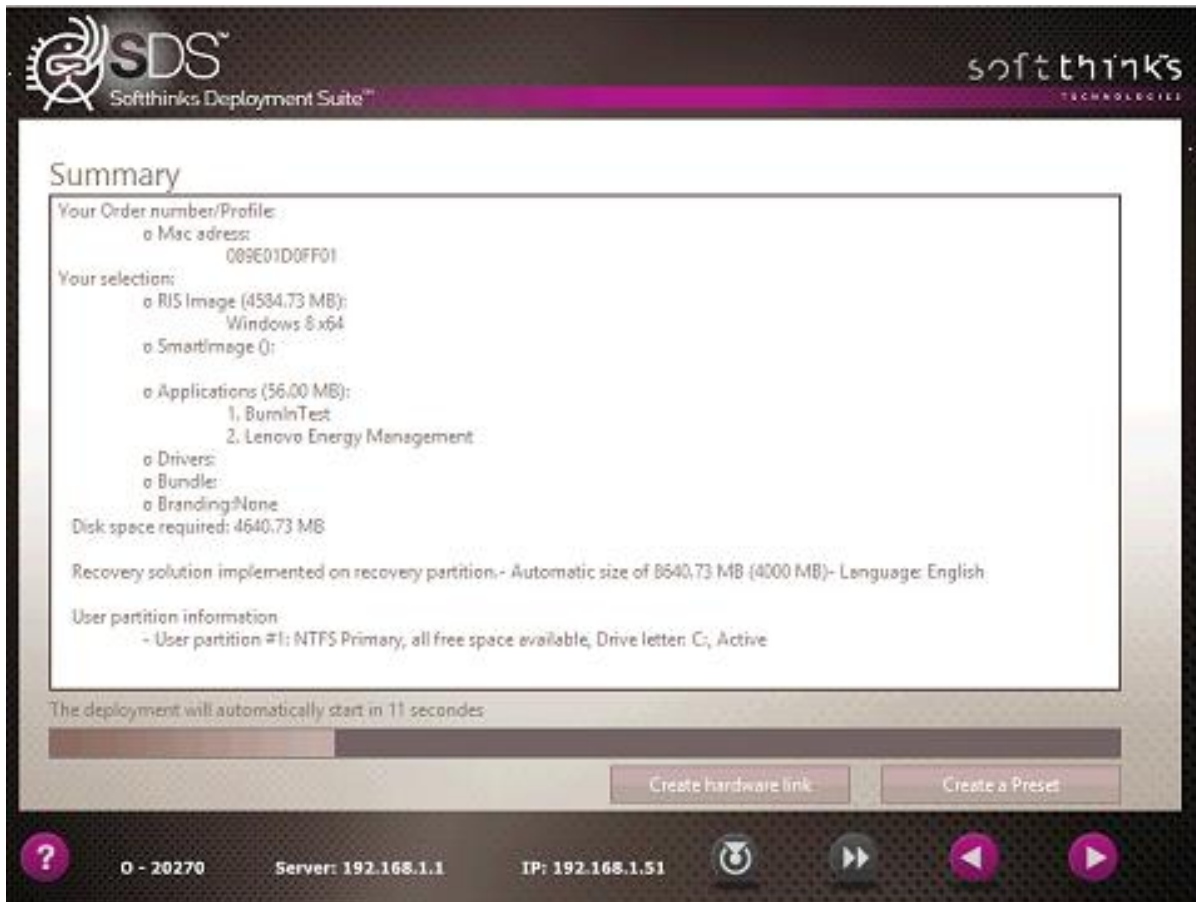 SDS™
Softthinks Deployment Suite™
softthinks
TECHNOLOGIES
Summary
Your Order number/Profile:
o Mac adress:
089E01D0FF01
Your selection:
o RIS Image (4584.73 MB):
Windows 8 x64
o SmartImage ():
o Applications (56.00 MB):
1. BurnInTest
2. Lenovo Energy Management
o Drivers:
o Bundle:
o Branding:None
Disk space required: 4640.73 MB
Recovery solution implemented on recovery partition.- Automatic size of 8640.73 MB (4000 MB)- Language: English
User partition information
- User partition #1: NTFS Primary, all free space available, Drive letter: C:, Active
The deployment will automatically start in 11 secondes
Create hardware link
Create a Preset
?
0 - 20270
Server: 192.168.1.1
IP: 192.168.1.51